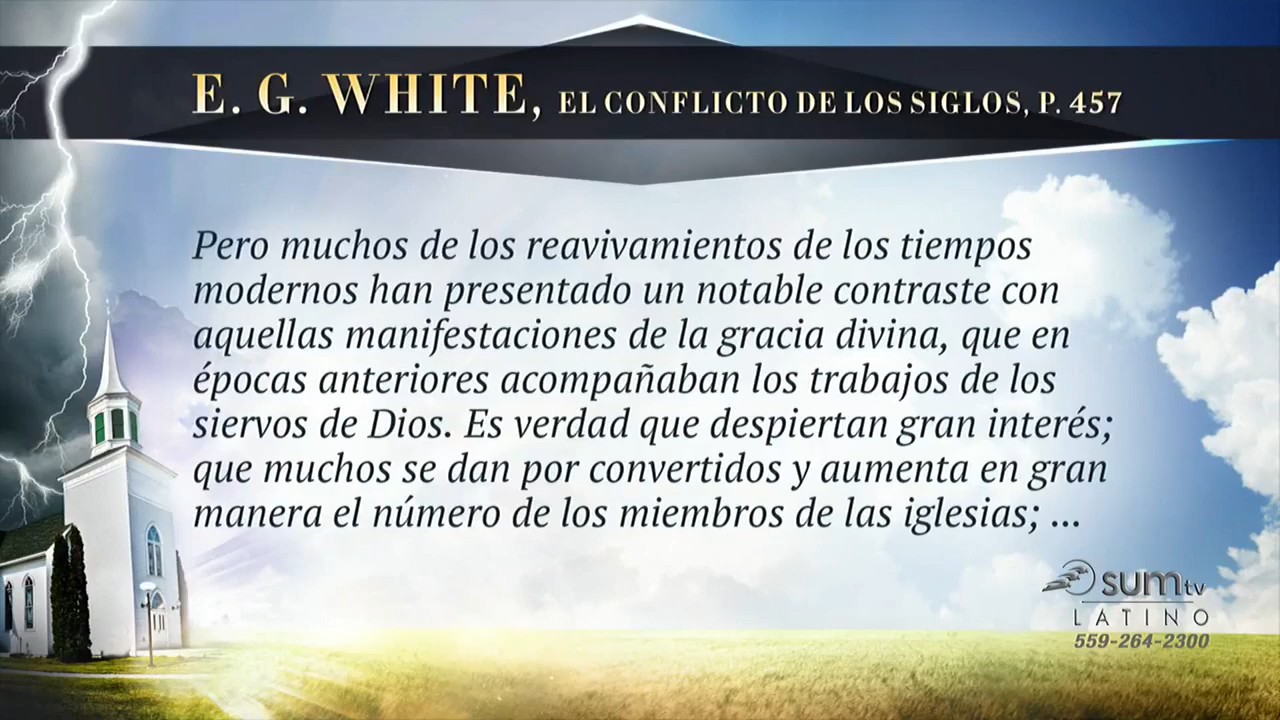 E. G. WHITE, EL CONFLICTO DE LOS SIGLOS, P. 457
Pero muchos de los reavivamientos de los tiempos
modernos han presentado un notable contraste con
aquellas manifestaciones de la gracia divina, que en
épocas anteriores acompañaban los trabajos de los
siervos de Dios. Es verdad que despiertan gran interés;
que muchos se dan por convertidos y aumenta en gran
manera el número de los miembros de las iglesias; ...
sumtv
LATINO
559-264-2300